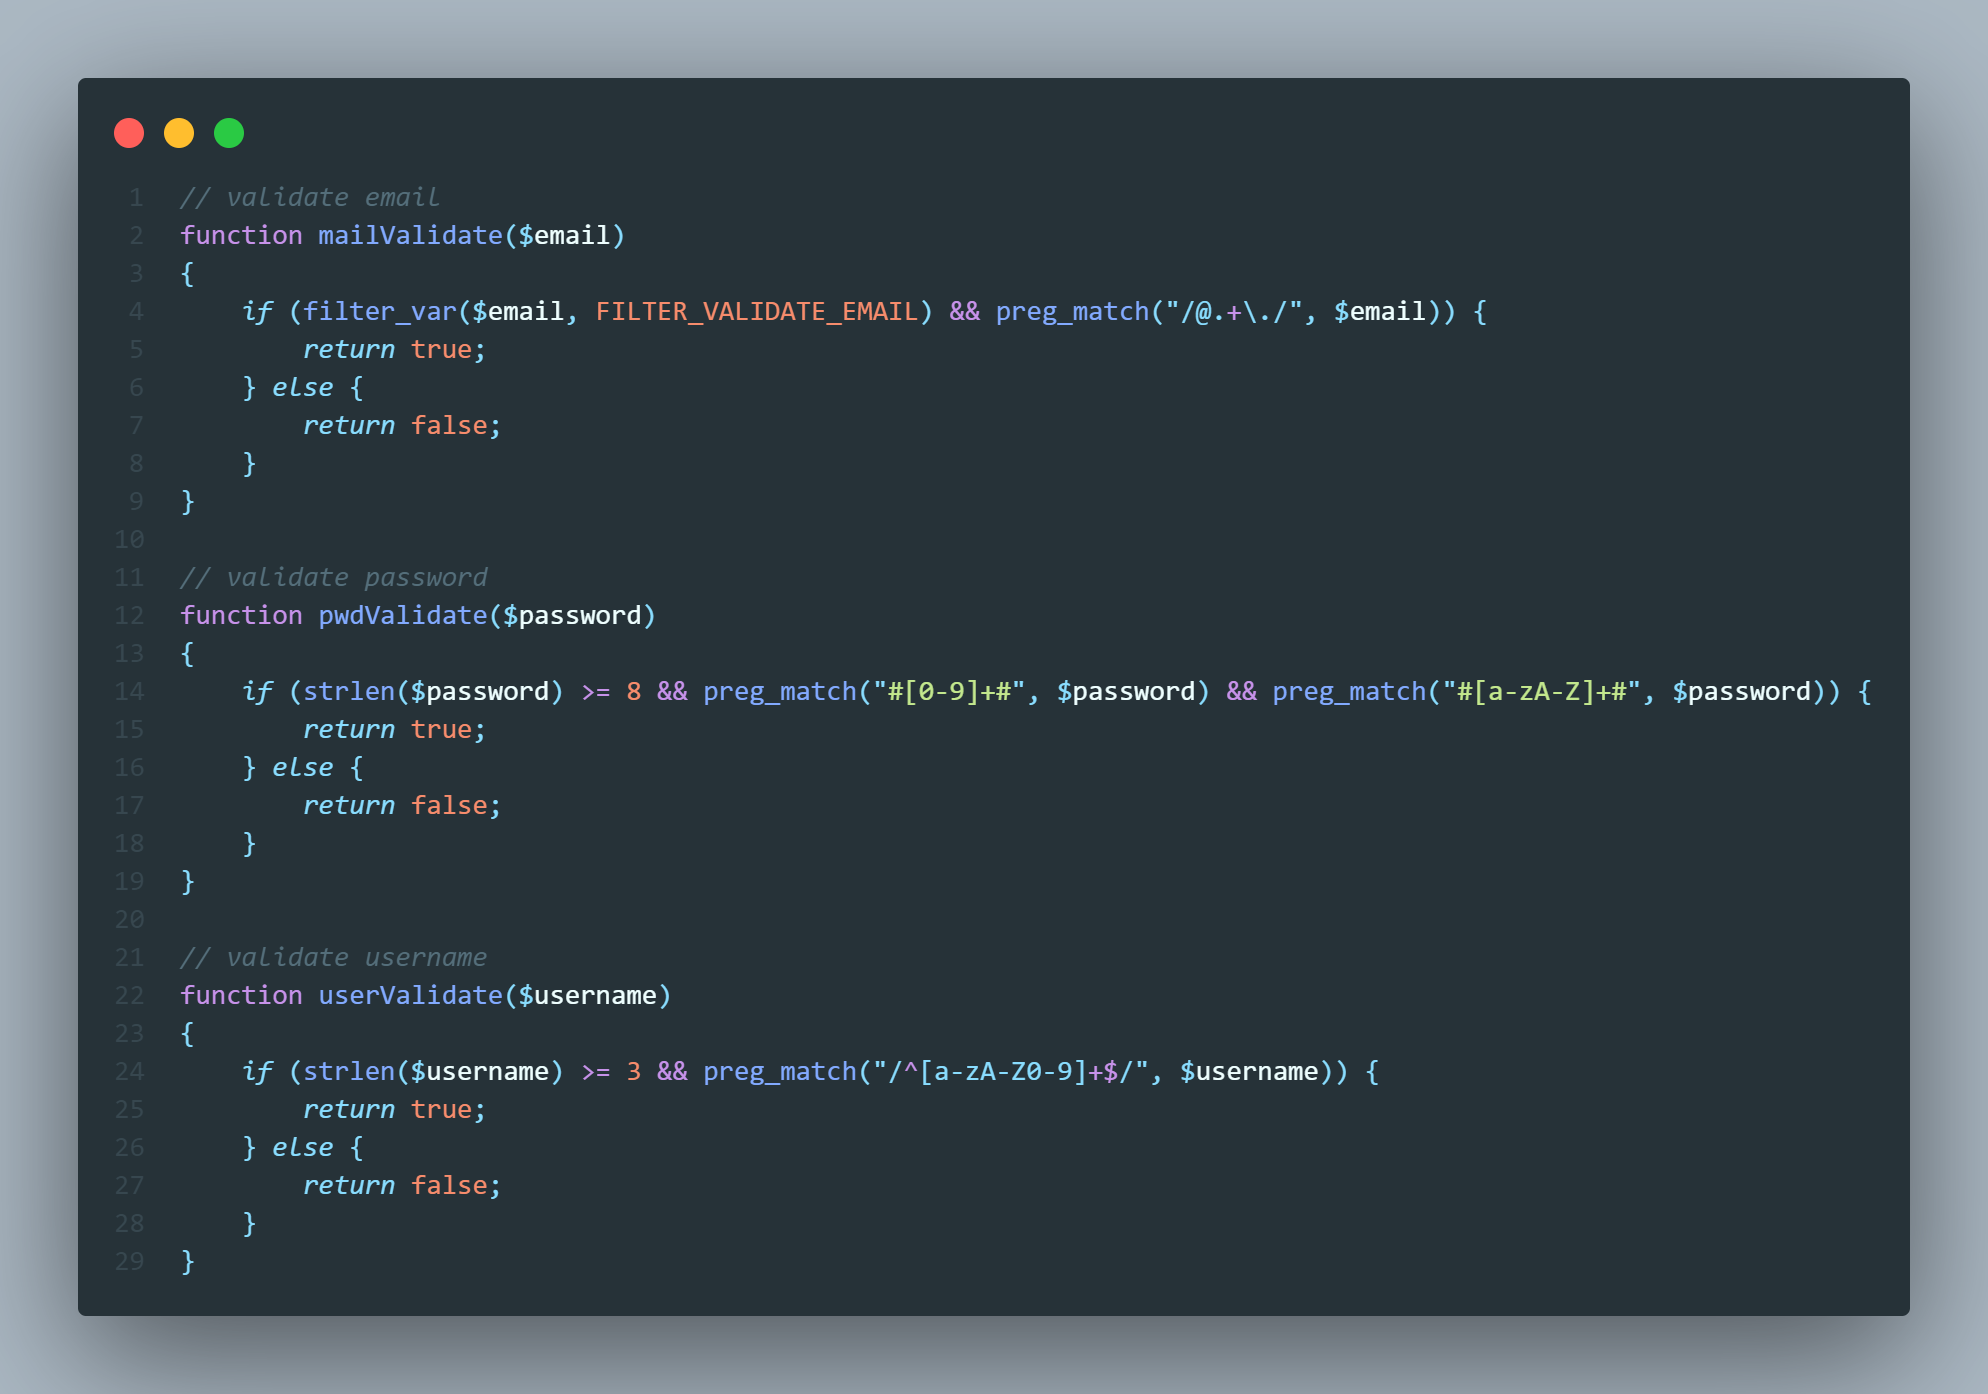 1 // validate email
2 function mailValidate($email)
3 {
4     if (filter_var($email, FILTER_VALIDATE_EMAIL) && preg_match("/@.+\./", $email)) {
5         return true;
6     } else {
7         return false;
8     }
9 }
10
11 // validate password
12 function pwdValidate($password)
13 {
14     if (strlen($password) >= 8 && preg_match("#[0-9]+#", $password) && preg_match("#[a-zA-Z]+#", $password)) {
15         return true;
16     } else {
17         return false;
18     }
19 }
20
21 // validate username
22 function userValidate($username)
23 {
24     if (strlen($username) >= 3 && preg_match("/^[a-zA-Z0-9]+$/", $username)) {
25         return true;
26     } else {
27         return false;
28     }
29 }